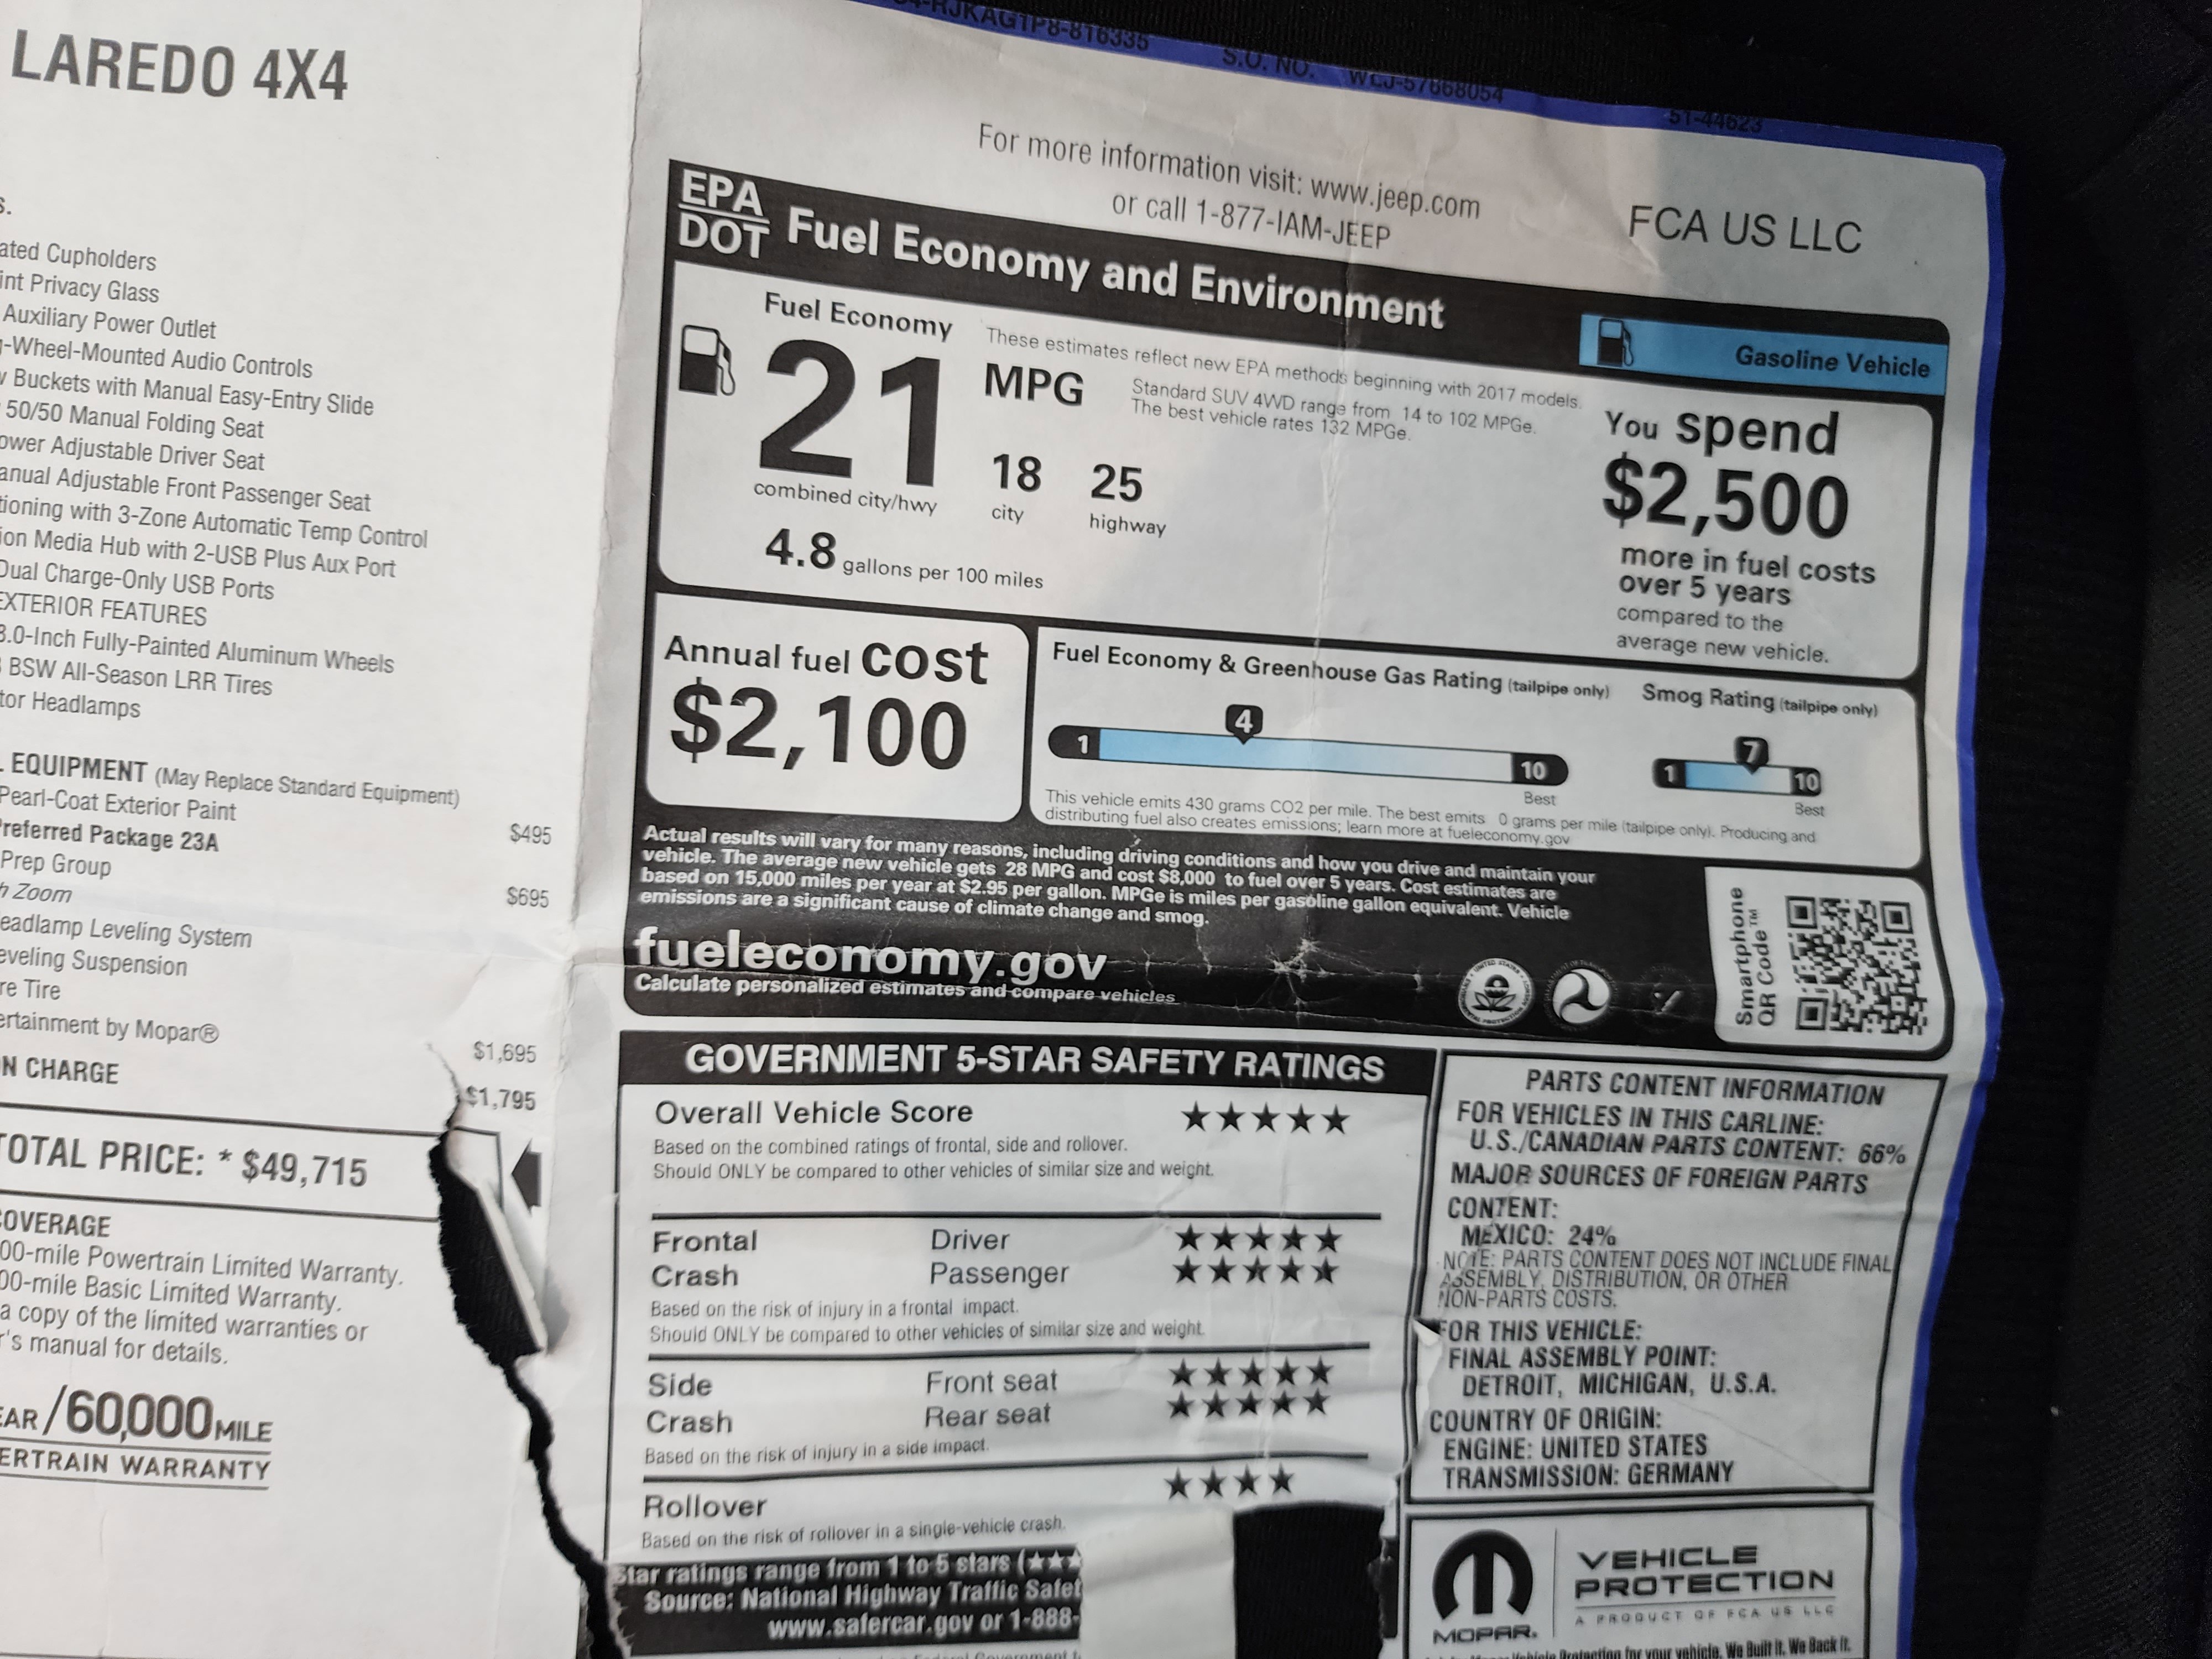 LAREDO 4X4
Cupholders
Privacy Glass
Auxiliary Power Outlet
-Wheel-Mounted Audio Controls
Buckets with Manual Easy-Entry Slide
50/50 Manual Folding Seat
Adjustable Driver Seat
Adjustable Front Passenger Seat
with 3-Zone Automatic Temp Control
Media Hub with 2-USB Plus Aux Port
Dual Charge-Only USB Ports
EXTERIOR FEATURES
8.0-Inch Fully-Painted Aluminum Wheels
BSW All-Season LRR Tires
Headlamps
EQUIPMENT (May Replace Standard Equipment)
Pearl-Coat Exterior Paint $495
Preferred Package 23A
Prep Group $695
Zoom
Headlamp Leveling System
Leveling Suspension
Tire
by Mopar® $1,695
CHARGE $1,795
TOTAL PRICE: * $49,715
COVERAGE
00-mile Powertrain Limited Warranty.
00-mile Basic Limited Warranty.
a copy of the limited warranties or
manual for details.
/60,000 MILE
WARRANTY
-RJKAG1P8-816335 S.O. NO. WCJ-57668054 51-44623
For more information visit: www.jeep.com
or call 1-877-IAM-JEEP
FCA US LLC
EPA
DOT
Fuel Economy and Environment
Gasoline Vehicle
Fuel Economy
These estimates reflect new EPA methods beginning with 2017 models.
21 MPG
Standard SUV 4WD range from 14 to 102 MPGe.
The best vehicle rates 132 MPGe.
18 25
combined city/hwy city highway
4.8 gallons per 100 miles
You spend
$2,500
more in fuel costs
over 5 years
compared to the
average new vehicle.
Annual fuel cost
$2,100
Fuel Economy & Greenhouse Gas Rating (tailpipe only)
4
1 10
Best
Smog Rating (tailpipe only)
7
1 10
Best
This vehicle emits 430 grams CO2 per mile. The best emits 0 grams per mile (tailpipe only). Producing and
distributing fuel also creates emissions; learn more at fueleconomy.gov
Actual results will vary for many reasons, including driving conditions and how you drive and maintain your
vehicle. The average new vehicle gets 28 MPG and cost $8,000 to fuel over 5 years. Cost estimates are
based on 15,000 miles per year at $2.95 per gallon. MPGe is miles per gasoline gallon equivalent. Vehicle
emissions are a significant cause of climate change and smog.
fueleconomy.gov
Calculate personalized estimates and compare vehicles
Smartphone
QR Code™
GOVERNMENT 5-STAR SAFETY RATINGS
Overall Vehicle Score ★★★★★
Based on the combined ratings of frontal, side and rollover.
Should ONLY be compared to other vehicles of similar size and weight.
Frontal Driver ★★★★★
Crash Passenger ★★★★★
Based on the risk of injury in a frontal impact.
Should ONLY be compared to other vehicles of similar size and weight.
Side Front seat ★★★★★
Crash Rear seat ★★★★★
Based on the risk of injury in a side impact.
Rollover ★★★★
Based on the risk of rollover in a single-vehicle crash.
Star ratings range from 1 to 5 stars (★★★
Source: National Highway Traffic Safet
www.safercar.gov or 1-888-
PARTS CONTENT INFORMATION
FOR VEHICLES IN THIS CARLINE:
U.S./CANADIAN PARTS CONTENT: 66%
MAJOR SOURCES OF FOREIGN PARTS
CONTENT:
MEXICO: 24%
NOTE: PARTS CONTENT DOES NOT INCLUDE FINAL
ASSEMBLY, DISTRIBUTION, OR OTHER
NON-PARTS COSTS.
FOR THIS VEHICLE:
FINAL ASSEMBLY POINT:
DETROIT, MICHIGAN, U.S.A.
COUNTRY OF ORIGIN:
ENGINE: UNITED STATES
TRANSMISSION: GERMANY
MOPAR.
VEHICLE
PROTECTION
A PRODUCT OF FCA US LLC
Vehicle Protection for your vehicle. We Built It. We Back It.